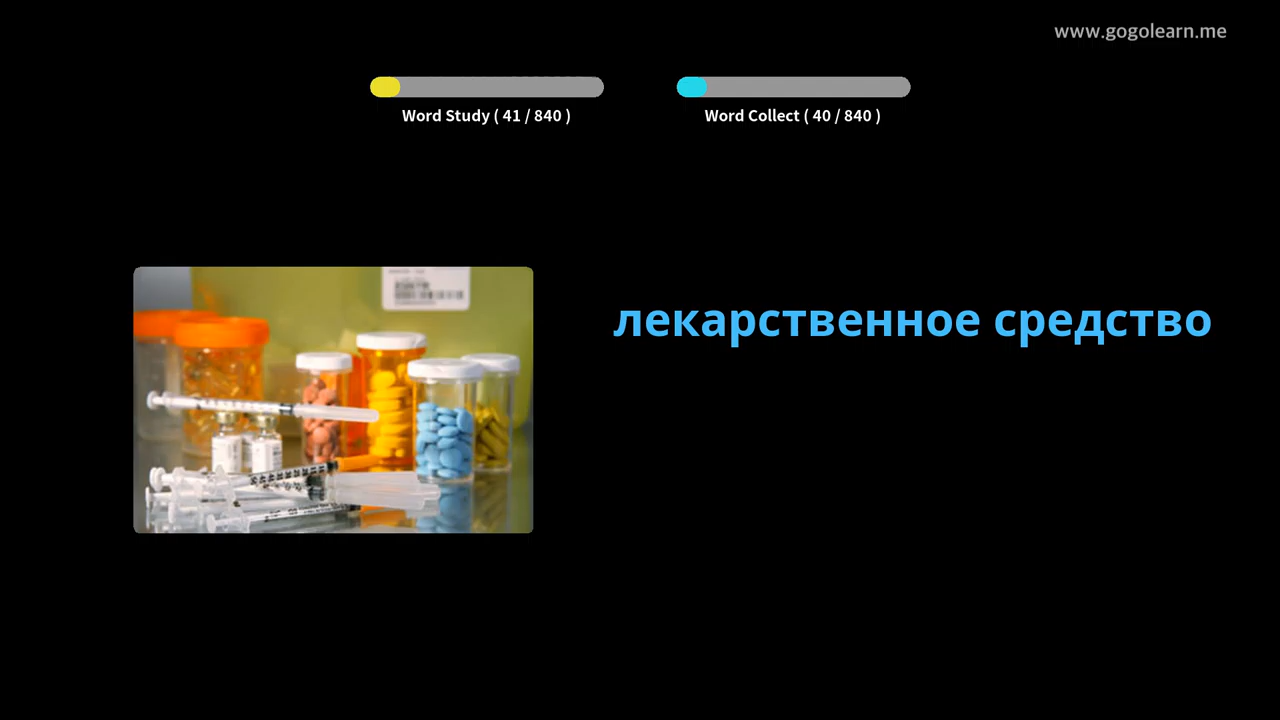 www.gogolearn.me
Word Study ( 41 / 840 )
Word Collect ( 40 / 840 )
лекарственное средство